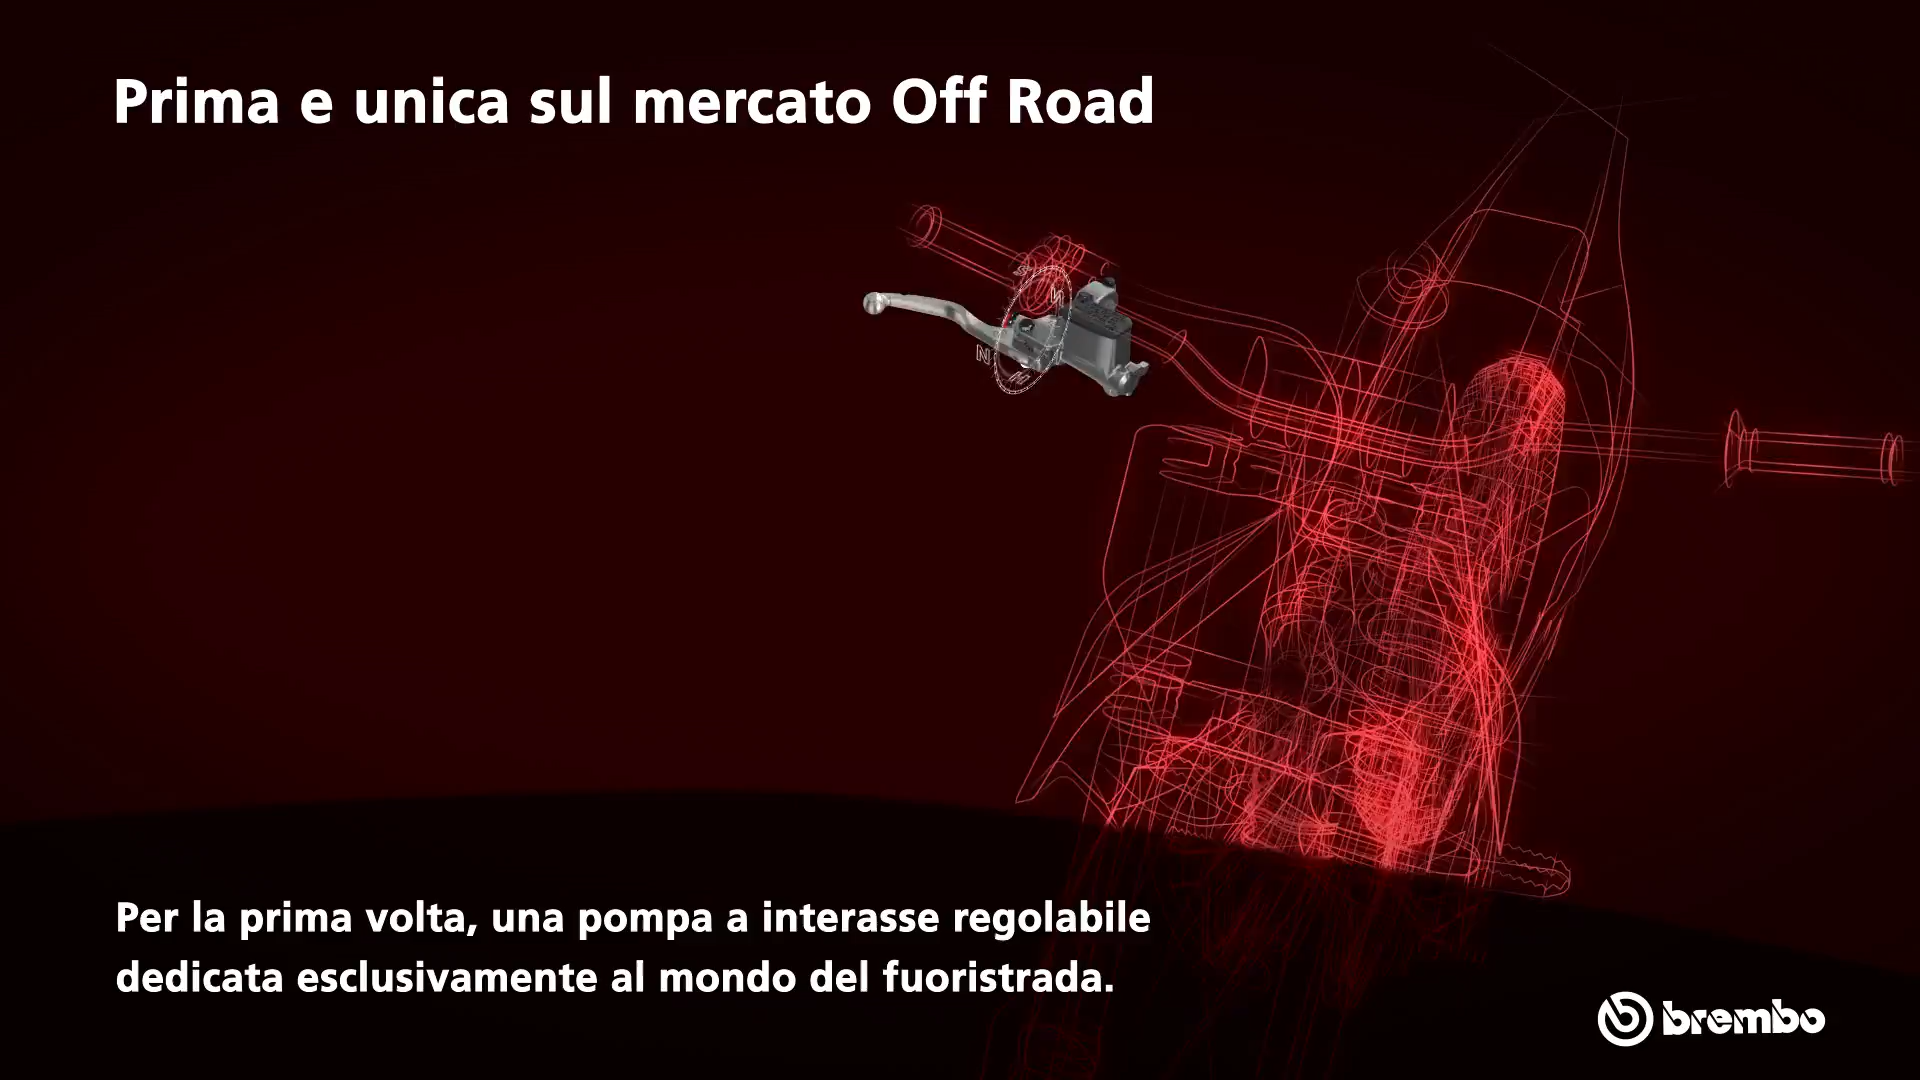 Prima e unica sul mercato Off Road
S
N
N
H
Per la prima volta, una pompa a interasse regolabile
dedicata esclusivamente al mondo del fuoristrada.
brembo